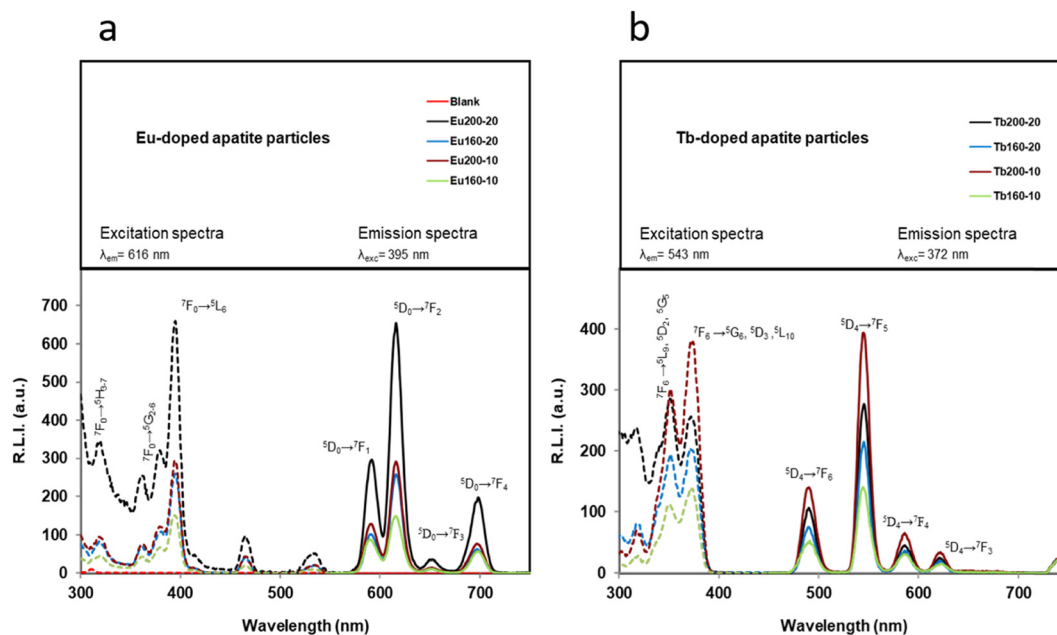 a
Blank
Eu200-20
Eu160-20
Eu200-10
Eu160-10
Eu-doped apatite particles
Excitation spectra
λem= 616 nm
Emission spectra
λexc= 395 nm
700
600
500
400
300
200
100
0
R.L.I. (a.u.)
⁷F₀→⁵H₃₋₇
⁷F₀→⁵G₂₋₆
⁷F₀→⁵L₆
⁵D₀→⁷F₁
⁵D₀→⁷F₂
⁵D₀→⁷F₃
⁵D₀→⁷F₄
300 400 500 600 700
Wavelength (nm)
b
Tb200-20
Tb160-20
Tb200-10
Tb160-10
Tb-doped apatite particles
Excitation spectra
λem= 543 nm
Emission spectra
λexc= 372 nm
400
300
200
100
0
R.L.I. (a.u.)
⁷F₆→⁵L₉, ⁵D₂, ⁵G₅
⁷F₆→⁵G₆, ⁵D₃, ⁵L₁₀
⁵D₄→⁷F₆
⁵D₄→⁷F₅
⁵D₄→⁷F₄
⁵D₄→⁷F₃
300 400 500 600 700
Wavelength (nm)